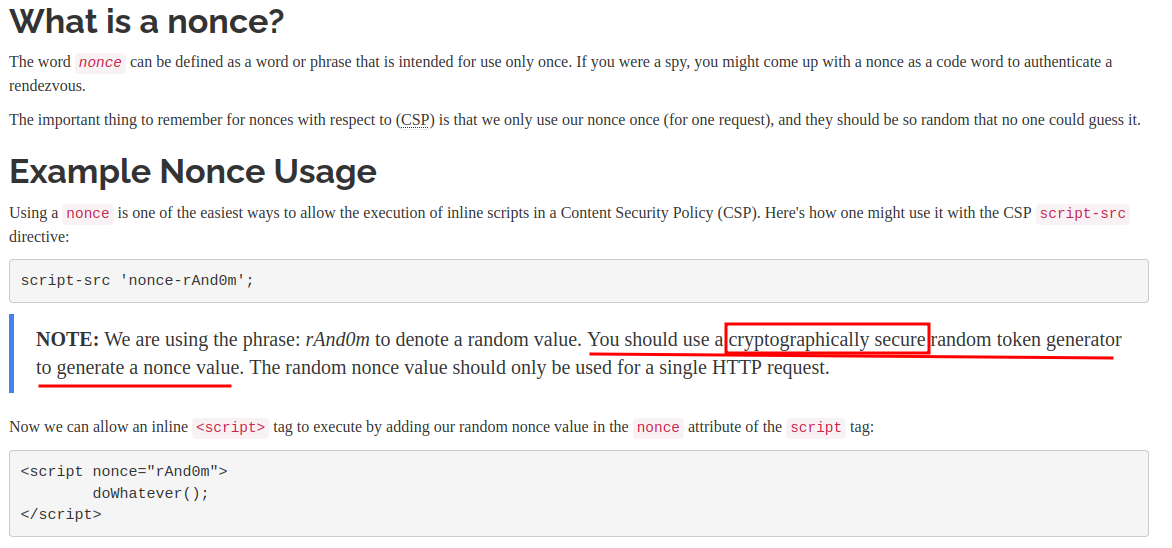 What is a nonce?
The word nonce can be defined as a word or phrase that is intended for use only once. If you were a spy, you might come up with a nonce as a code word to authenticate a
rendezvous.
The important thing to remember for nonces with respect to (CSP) is that we only use our nonce once (for one request), and they should be so random that no one could guess it.
Example Nonce Usage
Using a nonce is one of the easiest ways to allow the execution of inline scripts in a Content Security Policy (CSP). Here's how one might use it with the CSP script-src
directive:
script-src 'nonce-rAnd0m';
NOTE: We are using the phrase: rAnd0m to denote a random value. You should use a cryptographically secure random token generator
to generate a nonce value. The random nonce value should only be used for a single HTTP request.
Now we can allow an inline <script> tag to execute by adding our random nonce value in the nonce attribute of the script tag:
<script nonce="rAnd0m">
        doWhatever();
</script>